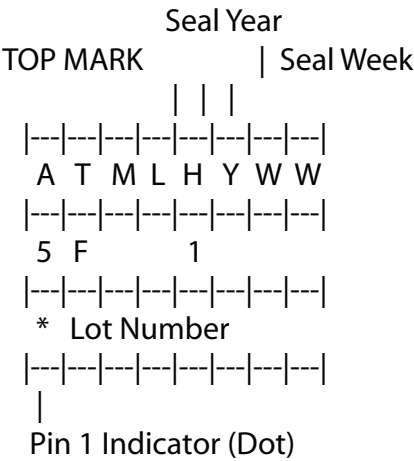 Seal Year
TOP MARK | Seal Week
| | |
|---|---|---|---|---|---|---|---|
A T M L H Y W W
|---|---|---|---|---|---|---|---|
5 F 1
|---|---|---|---|---|---|---|---|
* Lot Number
|---|---|---|---|---|---|---|---|
|
Pin 1 Indicator (Dot)